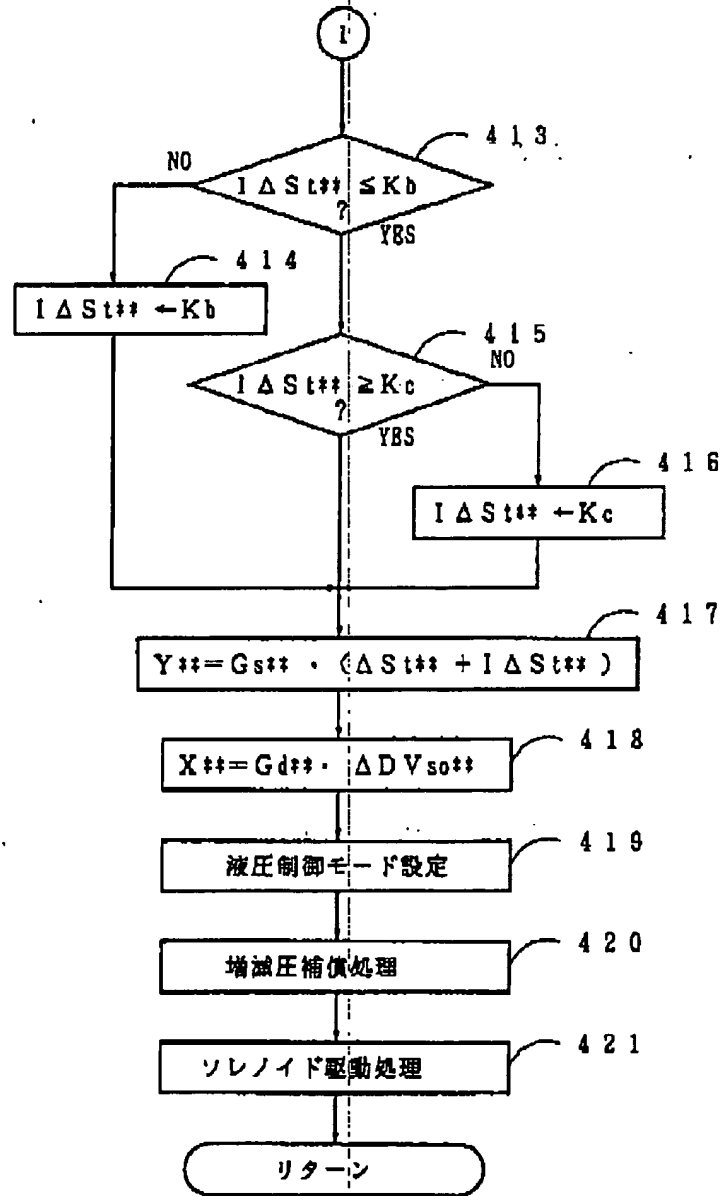 1
413
NO
IΔSt** ≦Kb
?
YES
414
IΔSt** ←Kb
415
NO
IΔSt** ≧Kc
?
YES
416
IΔSt** ←Kc
417
Y**=Gs**・(ΔSt**+IΔSt**)
418
X**=Gd**・ΔDVso**
419
液圧制御モード設定
420
増減圧補償処理
421
ソレノイド駆動処理
リターン